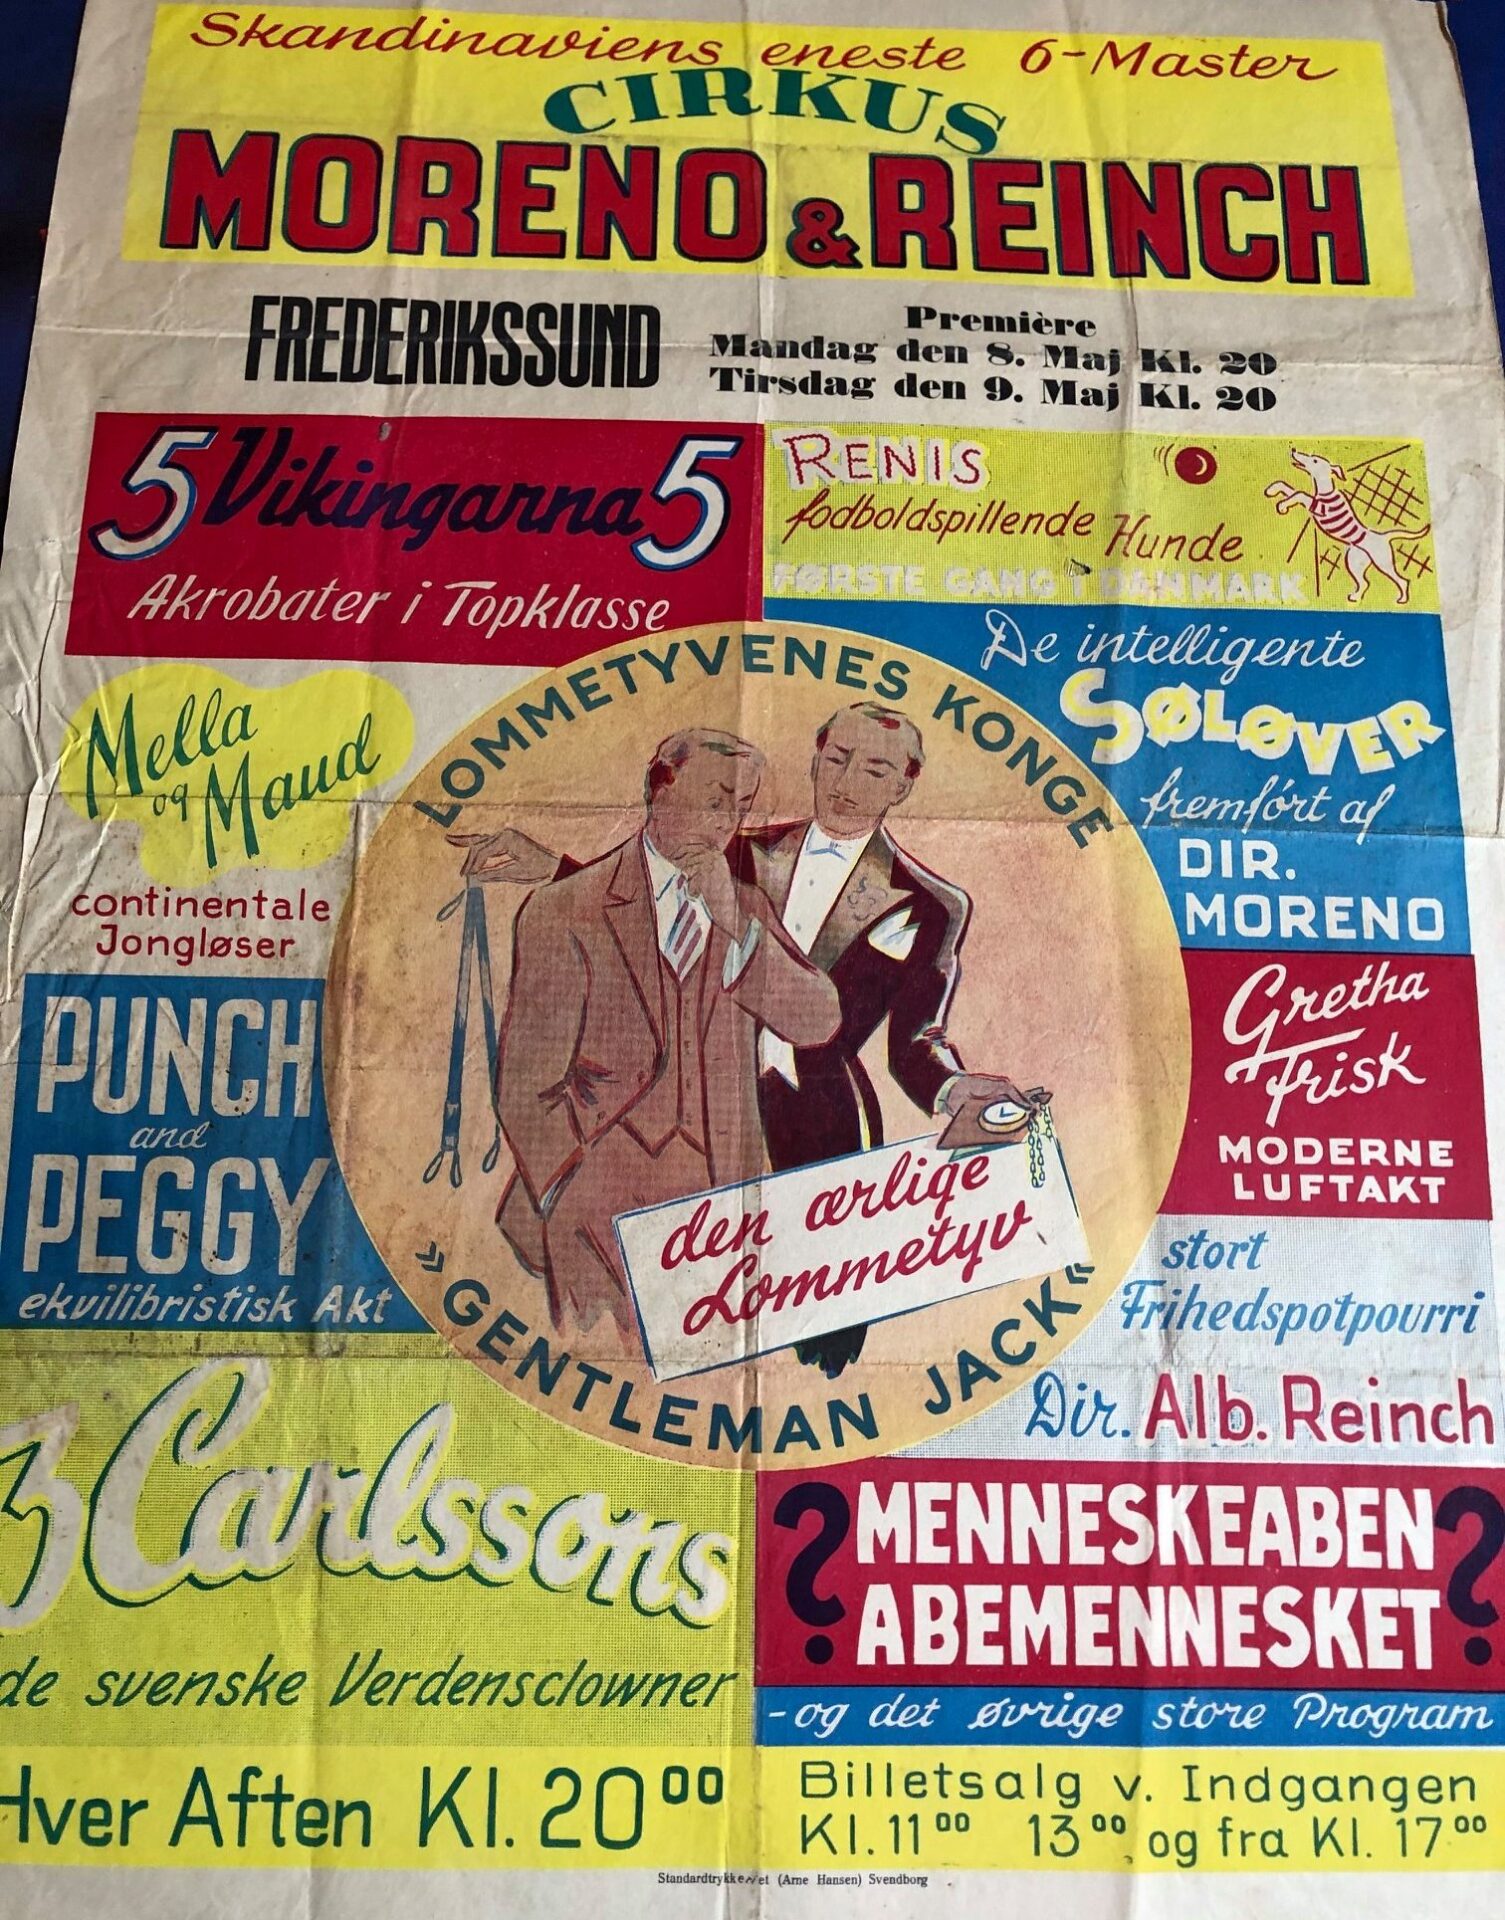 Skandinaviens eneste 6-Master
CIRKUS
MORENO & REINCH
FREDERIKSSUND
Première
Mandag den 8. Maj Kl. 20
Tirsdag den 9. Maj Kl. 20
5 Vikingarna 5
Akrobater i Topklasse
RENIS
fodboldspillende Hunde
FØRSTE GANG I DANMARK
De intelligente
SØLØVER
fremført af
DIR.
MORENO
Mella
og Maud
continentale
Jongløser
LOMMETYVENES KONGE
den ærlige
Lommetyv
»GENTLEMAN JACK«
PUNCH
and
PEGGY
ekvilibristisk Akt
Gretha
Frisk
MODERNE
LUFTAKT
stort
Frihedspotpourri
Dir. Alb. Reinch
3 Carlssons
de svenske Verdensclowner
? MENNESKEABEN ?
ABEMENNESKET
- og det øvrige store Program
Hver Aften Kl. 20⁰⁰
Billetsalg v. Indgangen
Kl. 11⁰⁰ 13⁰⁰ og fra Kl. 17⁰⁰
Standardtrykkeriet (Arne Hansen) Svendborg